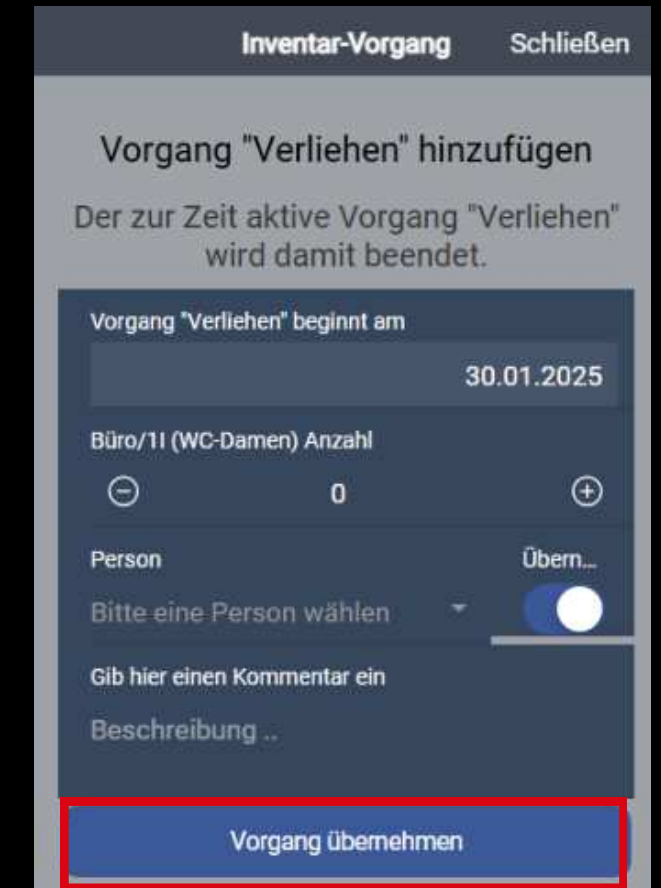 Inventar-Vorgang Schließen
Vorgang "Verliehen" hinzufügen
Der zur Zeit aktive Vorgang "Verliehen"
wird damit beendet.
Vorgang "Verliehen" beginnt am
30.01.2025
Büro/1I (WC-Damen) Anzahl
0
Person Übern...
Bitte eine Person wählen
Gib hier einen Kommentar ein
Beschreibung ..
Vorgang übernehmen